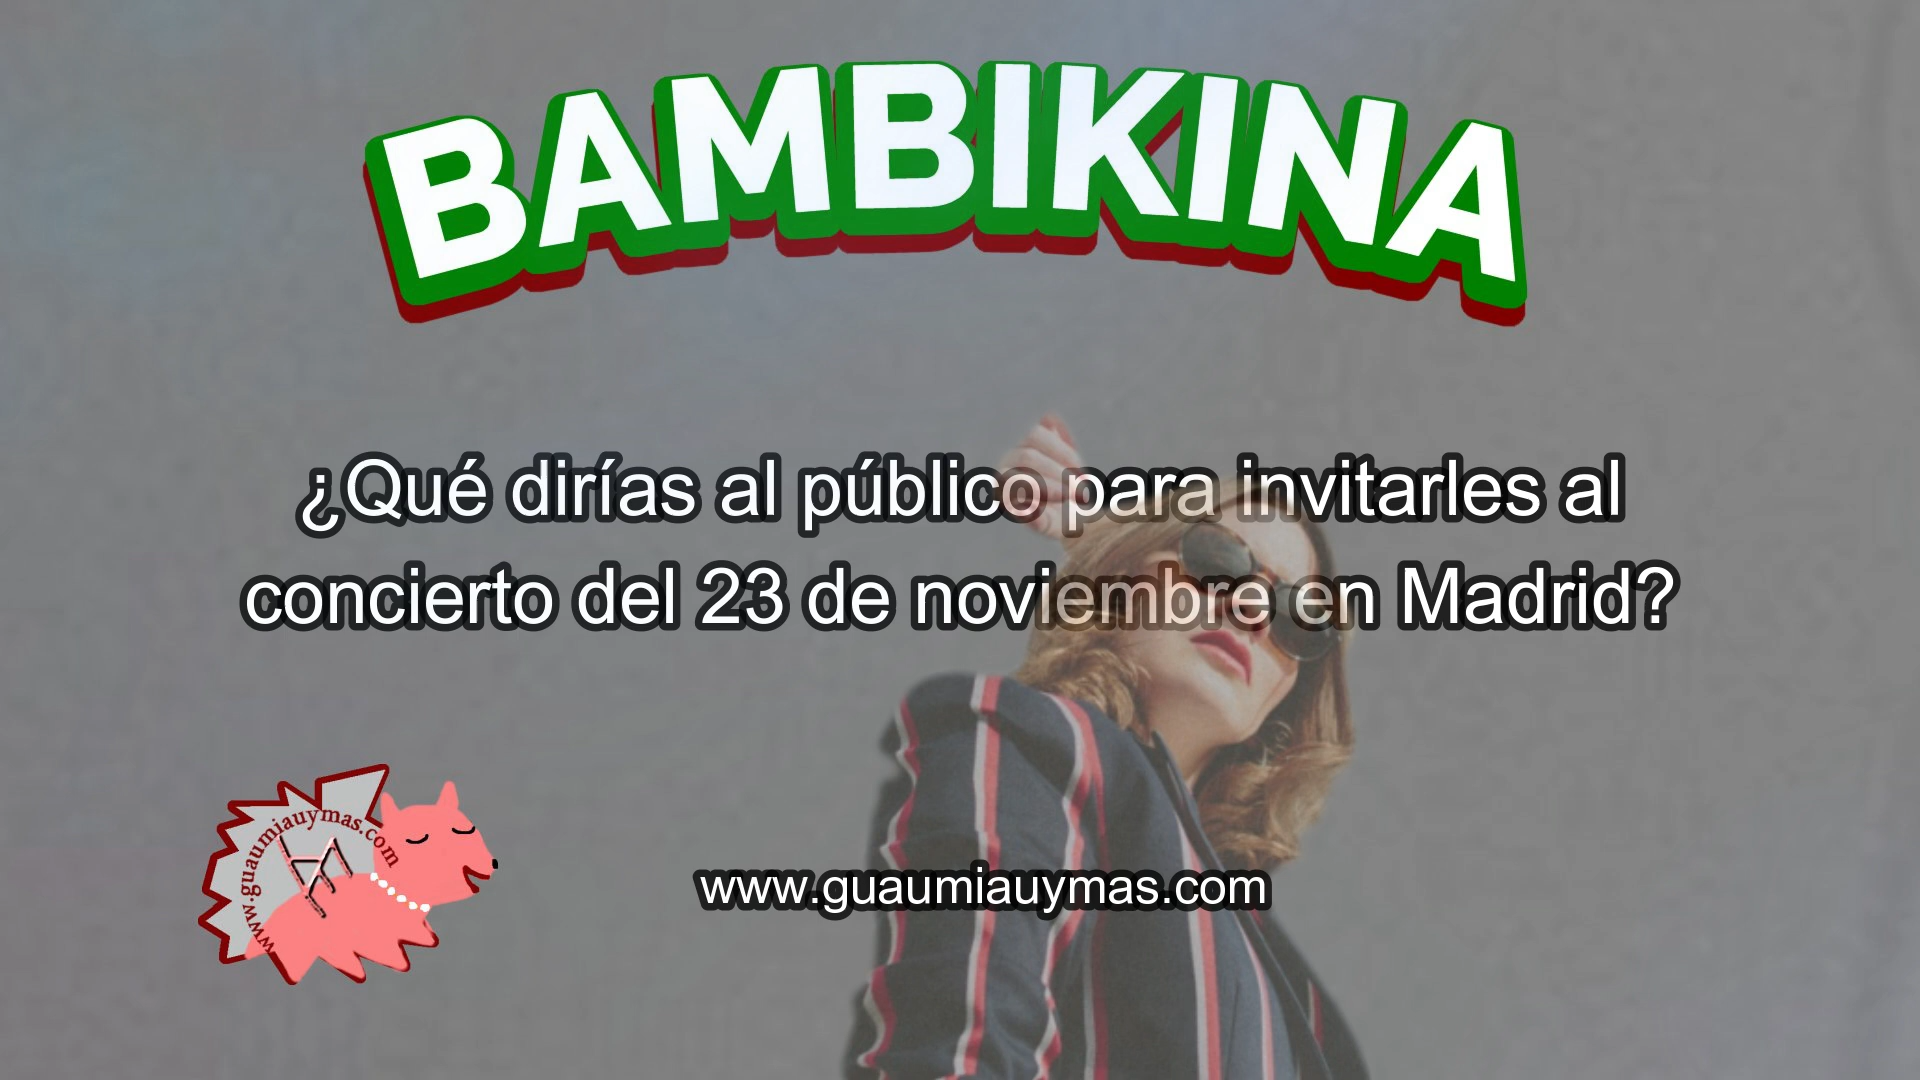 BAMBIKINA
¿Qué dirías al público para invitarles al
concierto del 23 de noviembre en Madrid?
www.guaumiauymas.com
www.guaumiauymas.com